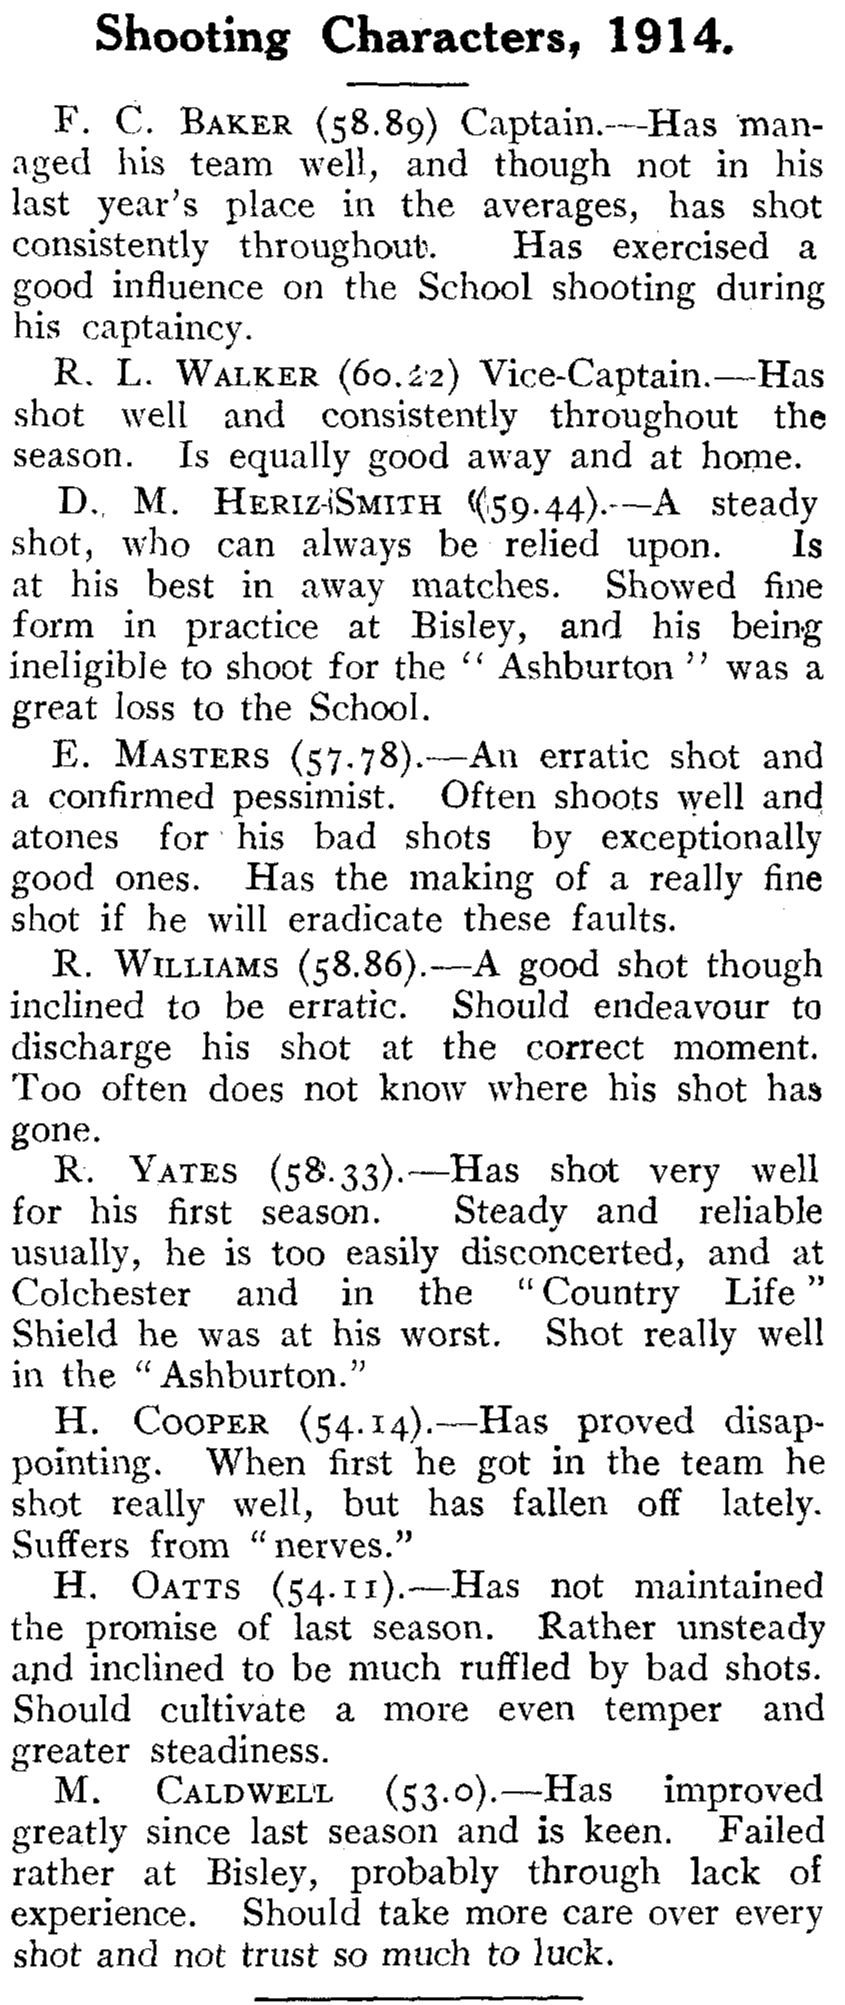 Shooting Characters, 1914.
F. C. BAKER (58.89) Captain.—Has man-
aged his team well, and though not in his
last year's place in the averages, has shot
consistently throughout. Has exercised a
good influence on the School shooting during
his captaincy.
R. L. WALKER (60.22) Vice-Captain.—Has
shot well and consistently throughout the
season. Is equally good away and at home.
D. M. HERIZ-SMITH (59.44).—A steady
shot, who can always be relied upon. Is
at his best in away matches. Showed fine
form in practice at Bisley, and his being
ineligible to shoot for the "Ashburton" was a
great loss to the School.
E. MASTERS (57.78).—An erratic shot and
a confirmed pessimist. Often shoots well and
atones for his bad shots by exceptionally
good ones. Has the making of a really fine
shot if he will eradicate these faults.
R. WILLIAMS (58.86).—A good shot though
inclined to be erratic. Should endeavour to
discharge his shot at the correct moment.
Too often does not know where his shot has
gone.
R. YATES (58.33).—Has shot very well
for his first season. Steady and reliable
usually, he is too easily disconcerted, and at
Colchester and in the "Country Life"
Shield he was at his worst. Shot really well
in the "Ashburton."
H. COOPER (54.14).—Has proved disap-
pointing. When first he got in the team he
shot really well, but has fallen off lately.
Suffers from "nerves."
H. OATTS (54.11).—Has not maintained
the promise of last season. Rather unsteady
and inclined to be much ruffled by bad shots.
Should cultivate a more even temper and
greater steadiness.
M. CALDWELL (53.0).—Has improved
greatly since last season and is keen. Failed
rather at Bisley, probably through lack of
experience. Should take more care over every
shot and not trust so much to luck.